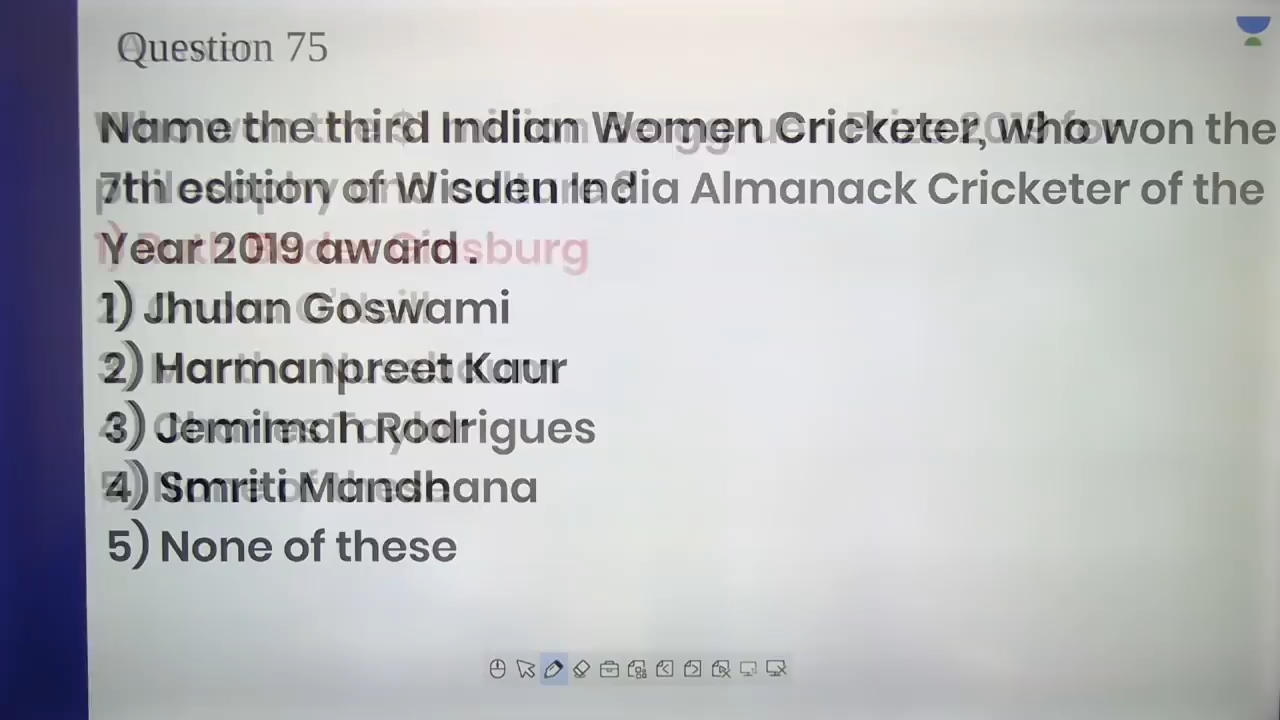 Question 75
Name the third Indian Women Cricketer, who won the
7th edition of Wisden India Almanack Cricketer of the
Year 2019 award .
1) Jhulan Goswami
2) Harmanpreet Kaur
3) Jemimah Rodrigues
4) Smriti Mandhana
5) None of these